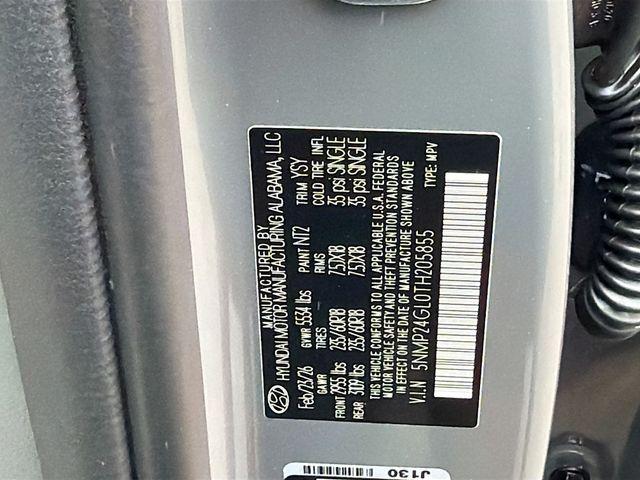 MANUFACTURED BY
HYUNDAI MOTOR MANUFACTURING ALABAMA, LLC
Feb/23/26 GVWR 5534 lbs PAINT NT2 TRIM YSY
GAWR TIRES RIMS COLD TIRE INFL
FRONT 2955 lbs 235/60R18 7.5JX18 35 psi SINGLE
REAR 3109 lbs 235/60R18 7.5JX18 35 psi SINGLE
THIS VEHICLE CONFORMS TO ALL APPLICABLE U.S.A. FEDERAL
MOTOR VEHICLE SAFETY AND THEFT PREVENTION STANDARDS
IN EFFECT ON THE DATE OF MANUFACTURE SHOWN ABOVE
V.I.N 5NMP24GL0TH205855 TYPE: MPV
J130